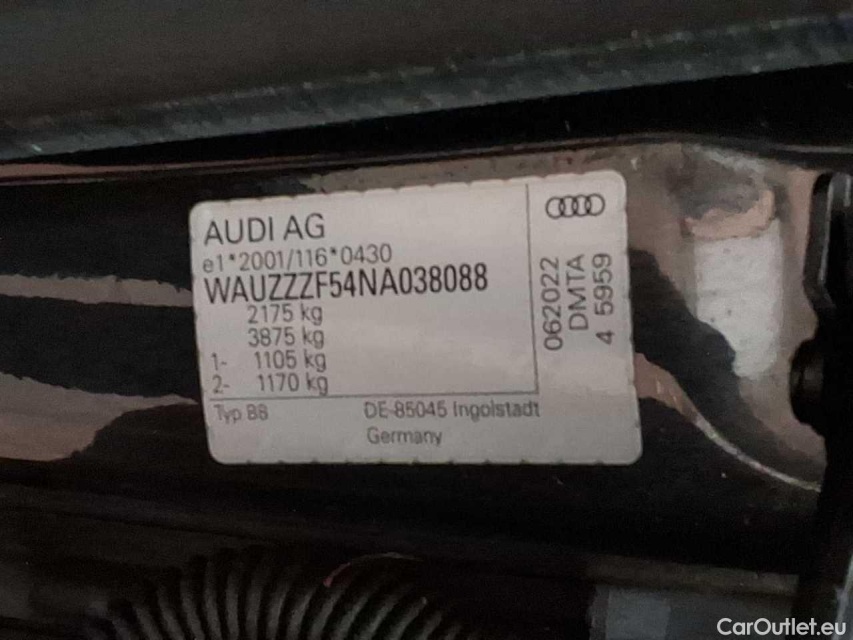 AUDI AG
e1*2001/116*0430
WAUZZZF54NA038088
2175 kg
3875 kg
1- 1105 kg
2- 1170 kg
Typ B8 DE-85045 Ingolstadt
Germany
062022
DMTA
4 5959
CarOutlet.eu